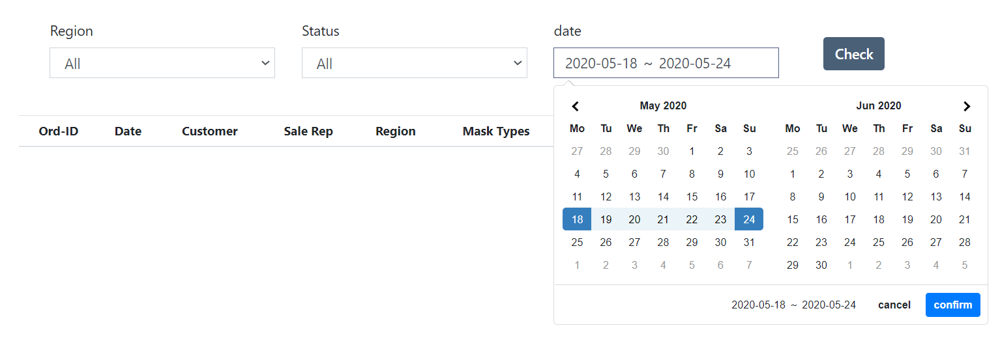 Region Status date
All All 2020-05-18 ~ 2020-05-24 Check
Ord-ID Date Customer Sale Rep Region Mask Types
May 2020
Mo Tu We Th Fr Sa Su
27 28 29 30 1 2 3
4 5 6 7 8 9 10
11 12 13 14 15 16 17
18 19 20 21 22 23 24
25 26 27 28 29 30 31
1 2 3 4 5 6 7
Jun 2020
Mo Tu We Th Fr Sa Su
25 26 27 28 29 30 31
1 2 3 4 5 6 7
8 9 10 11 12 13 14
15 16 17 18 19 20 21
22 23 24 25 26 27 28
29 30 1 2 3 4 5
2020-05-18 ~ 2020-05-24 cancel confirm